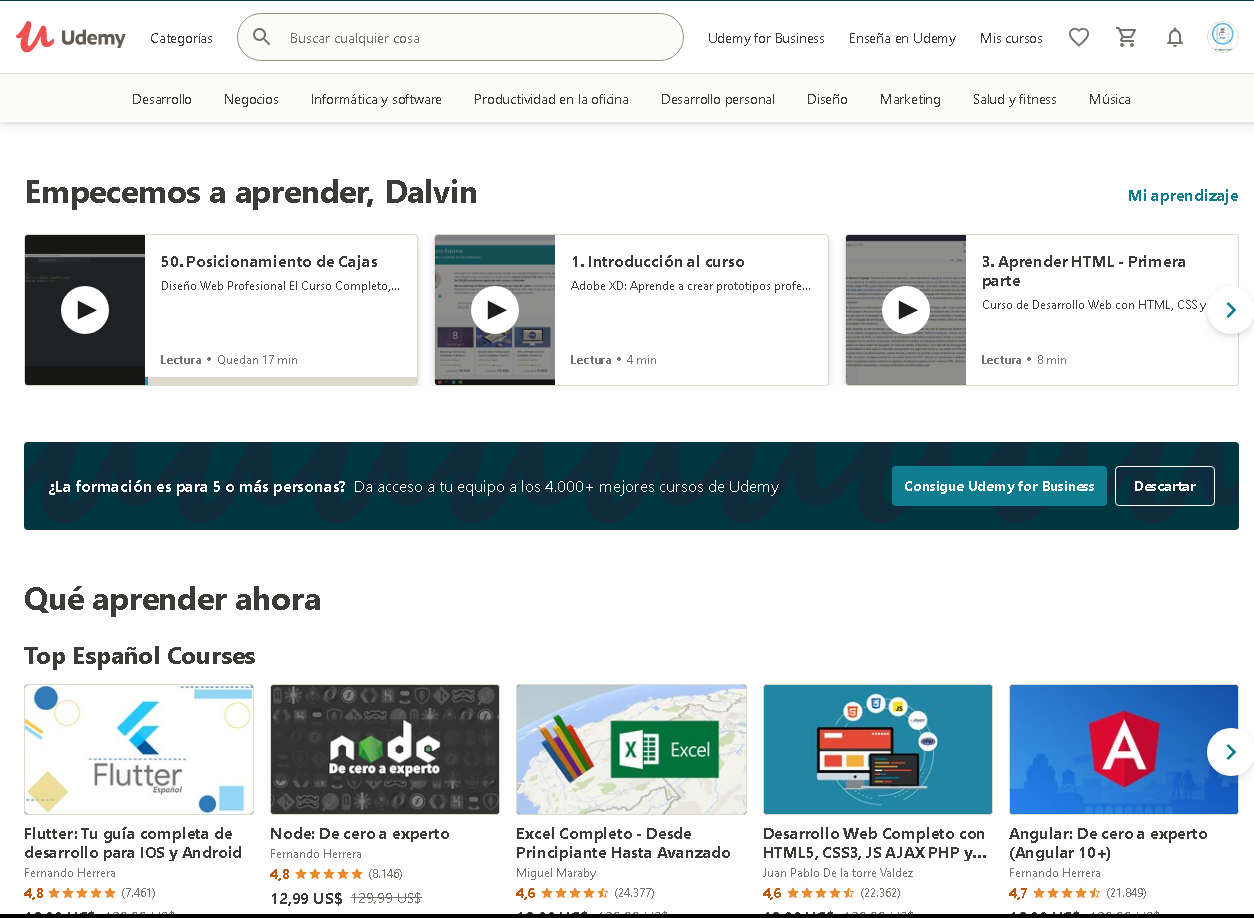 Udemy
Categorías
Buscar cualquier cosa
Udemy for Business
Enseña en Udemy
Mis cursos
Desarrollo
Negocios
Informática y software
Productividad en la oficina
Desarrollo personal
Diseño
Marketing
Salud y fitness
Música
Empecemos a aprender, Dalvin
Mi aprendizaje
50. Posicionamiento de Cajas
Diseño Web Profesional El Curso Completo,...
Lectura • Quedan 17 min
1. Introducción al curso
Adobe XD: Aprende a crear prototipos profe...
Lectura • 4 min
3. Aprender HTML - Primera
parte
Curso de Desarrollo Web con HTML, CSS y
Lectura • 8 min
¿La formación es para 5 o más personas? Da acceso a tu equipo a los 4.000+ mejores cursos de Udemy
Consigue Udemy for Business
Descartar
Qué aprender ahora
Top Español Courses
Flutter
Español
Flutter: Tu guía completa de
desarrollo para IOS y Android
Fernando Herrera
4,8 (7.461)
node
De cero a experto
Node: De cero a experto
Fernando Herrera
4,8 (8.146)
12,99 US$ 129,99 US$
Excel
Excel Completo - Desde
Principiante Hasta Avanzado
Miguel Maraby
4,6 (24.377)
Desarrollo Web Completo con
HTML5, CSS3, JS AJAX PHP y...
Juan Pablo De la torre Valdez
4,6 (22.362)
A
Angular: De cero a experto
(Angular 10+)
Fernando Herrera
4,7 (21.849)